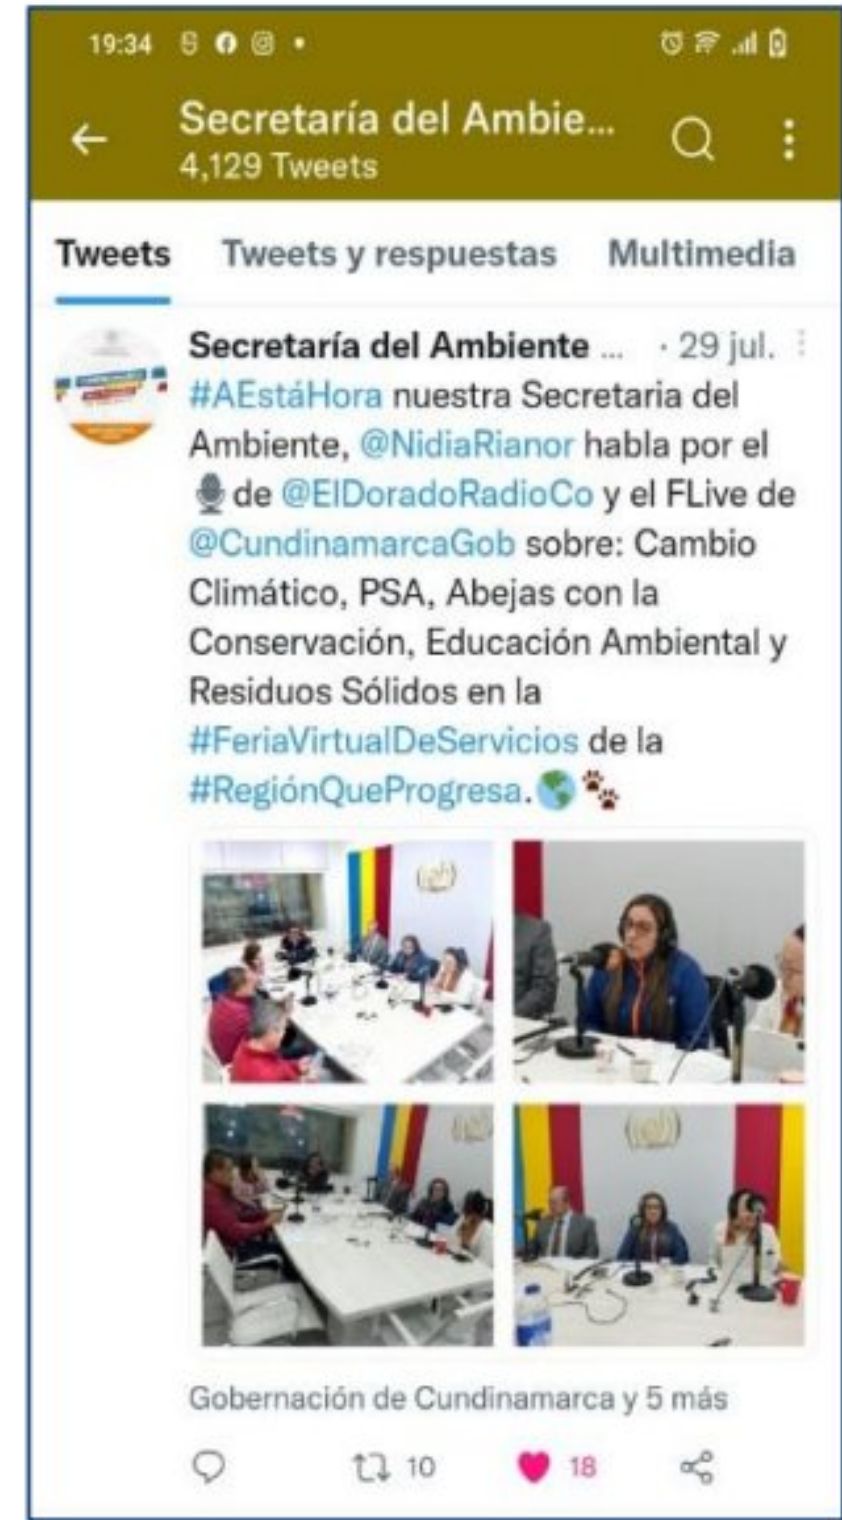 19:34
Secretaría del Ambie...
4,129 Tweets
Tweets Tweets y respuestas Multimedia
Secretaría del Ambiente ... · 29 jul.
#AEstáHora nuestra Secretaria del
Ambiente, @NidiaRianor habla por el
🎙️de @ElDoradoRadioCo y el FLive de
@CundinamarcaGob sobre: Cambio
Climático, PSA, Abejas con la
Conservación, Educación Ambiental y
Residuos Sólidos en la
#FeriaVirtualDeServicios de la
#RegiónQueProgresa.🌎🐾
Gobernación de Cundinamarca y 5 más
10 18